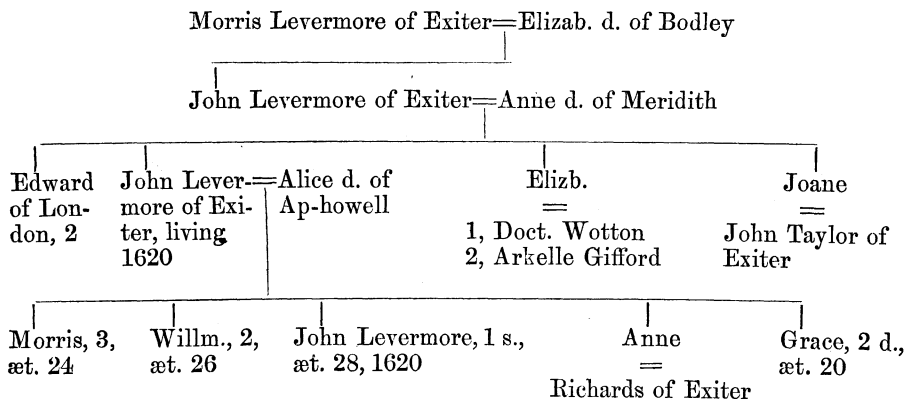 Morris Levermore of Exiter=Elizab. d. of Bodley
John Levermore of Exiter=Anne d. of Meridith
Edward
of Lon-
don, 2
John Lever-=Alice d. of
more of Exi- Ap-howell
ter, living
1620
Elizb.
=
1, Doct. Wotton
2, Arkelle Gifford
Joane
=
John Taylor of
Exiter
Morris, 3,
æt. 24
Willm., 2,
æt. 26
John Levermore, 1 s.,
æt. 28, 1620
Anne
=
Richards of Exiter
Grace, 2 d.,
æt. 20